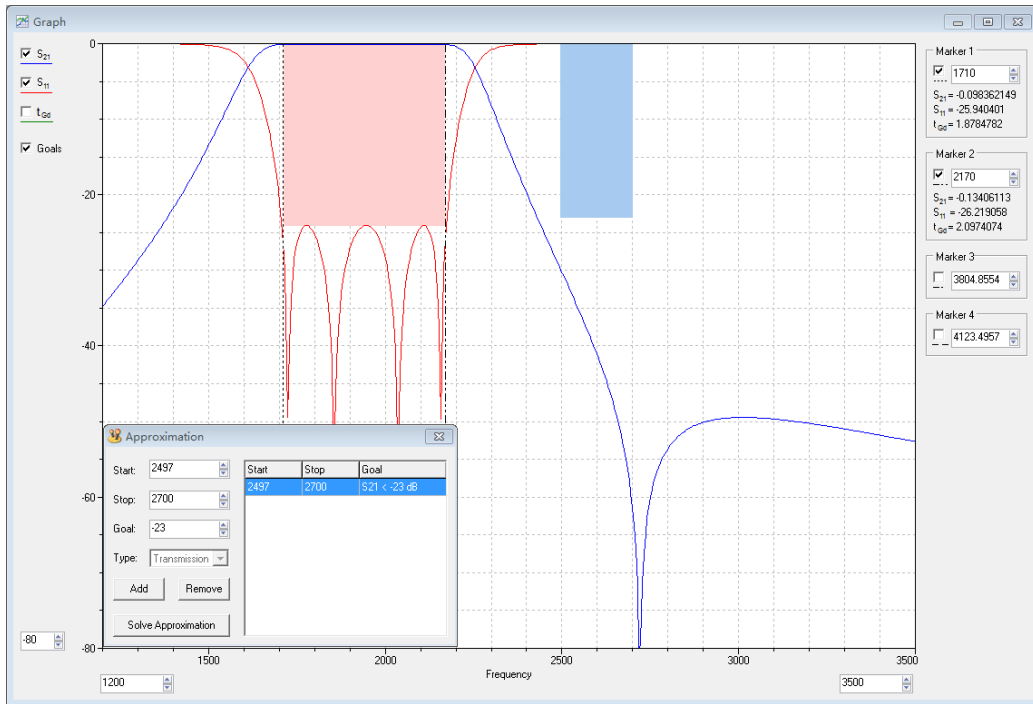 Graph
S21
S11
tGd
Goals
0
-20
-40
-60
-80
-80
1500
2000
2500
3000
3500
Frequency
1200
3500
Marker 1
1710
S21 = -0.098362149
S11 = -25.940401
tGd = 1.8784782
Marker 2
2170
S21 = -0.13406113
S11 = -26.219058
tGd = 2.0974074
Marker 3
3804.8554
Marker 4
4123.4957
Approximation
Start: 2497
Stop: 2700
Goal: -23
Type: Transmission
Add Remove
Solve Approximation
Start Stop Goal
2497 2700 S21 < -23 dB